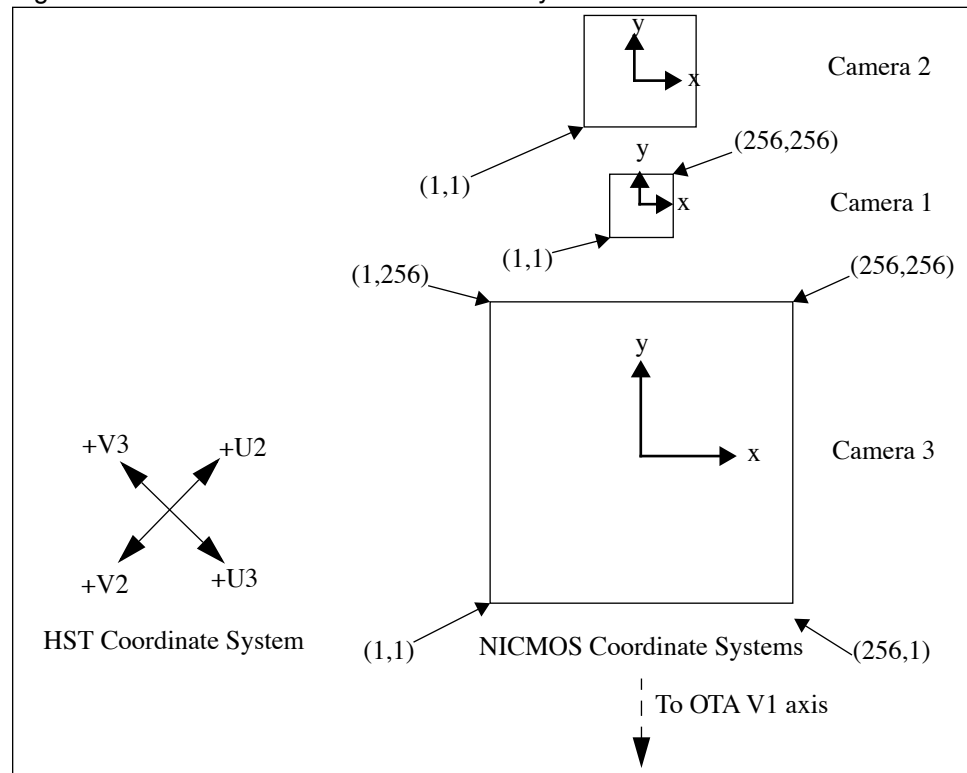 y
x
Camera 2
(1,1)
(256,256)
y
x
Camera 1
(1,1)
(1,256)
(256,256)
y
x
Camera 3
+V3
+U2
+V2
+U3
HST Coordinate System
(1,1)
NICMOS Coordinate Systems
(256,1)
To OTA V1 axis